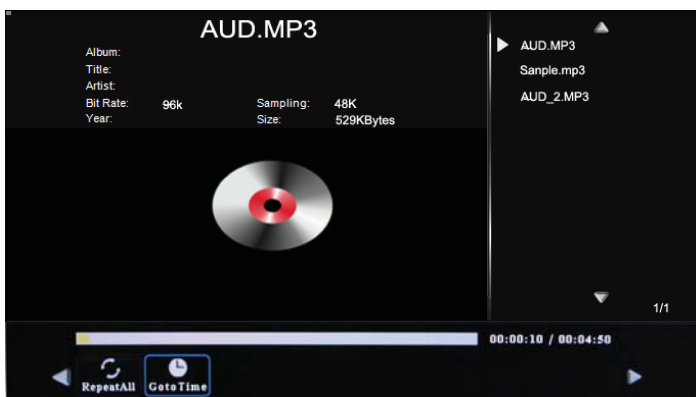 AUD.MP3
Album:
Title:
Artist:
Bit Rate: 96k Sampling: 48K
Year: Size: 529KBytes
AUD.MP3
Sanple.mp3
AUD_2.MP3
1/1
00:00:10 / 00:04:50
RepeatAll GotoTime